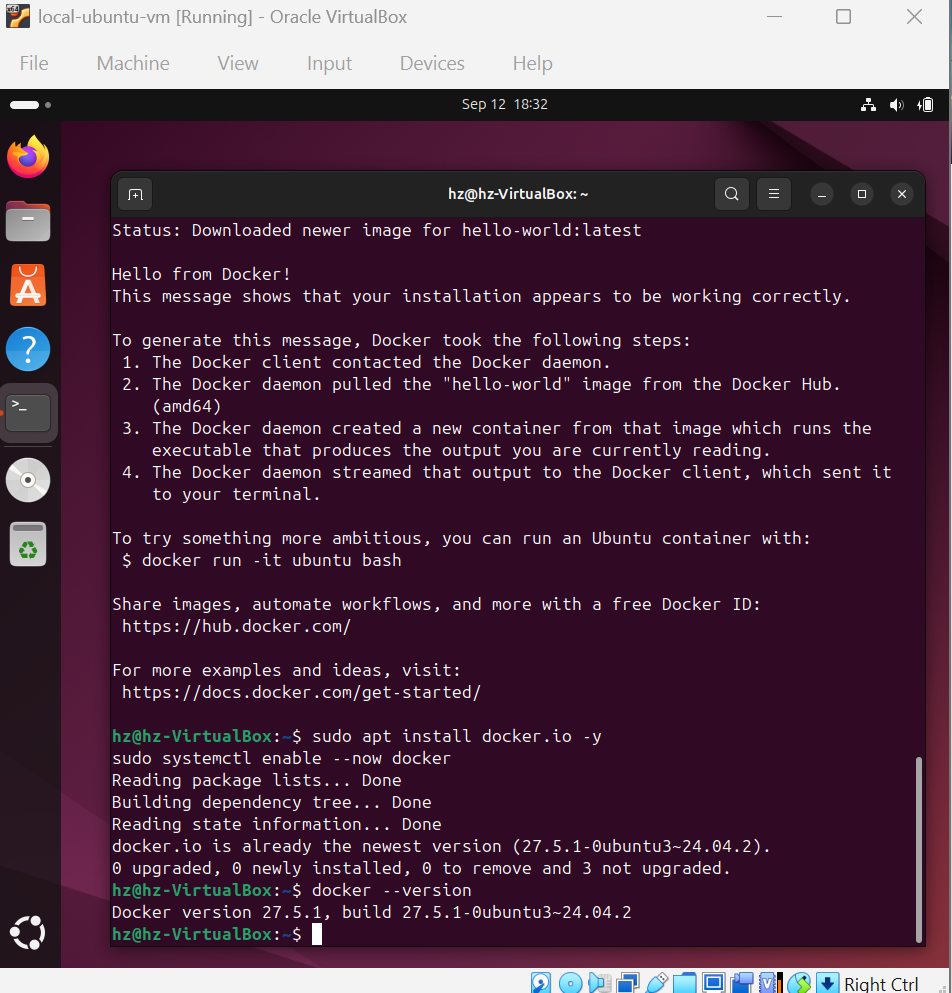 local-ubuntu-vm [Running] - Oracle VirtualBox
File Machine View Input Devices Help
Sep 12 18:32
hz@hz-VirtualBox: ~
Status: Downloaded newer image for hello-world:latest
Hello from Docker!
This message shows that your installation appears to be working correctly.
To generate this message, Docker took the following steps:
1. The Docker client contacted the Docker daemon.
2. The Docker daemon pulled the "hello-world" image from the Docker Hub.
(amd64)
3. The Docker daemon created a new container from that image which runs the
executable that produces the output you are currently reading.
4. The Docker daemon streamed that output to the Docker client, which sent it
to your terminal.
To try something more ambitious, you can run an Ubuntu container with:
$ docker run -it ubuntu bash
Share images, automate workflows, and more with a free Docker ID:
https://hub.docker.com/
For more examples and ideas, visit:
https://docs.docker.com/get-started/
hz@hz-VirtualBox:~$ sudo apt install docker.io -y
sudo systemctl enable --now docker
Reading package lists... Done
Building dependency tree... Done
Reading state information... Done
docker.io is already the newest version (27.5.1-0ubuntu3~24.04.2).
0 upgraded, 0 newly installed, 0 to remove and 3 not upgraded.
hz@hz-VirtualBox:~$ docker --version
Docker version 27.5.1, build 27.5.1-0ubuntu3~24.04.2
hz@hz-VirtualBox:~$
Right Ctrl